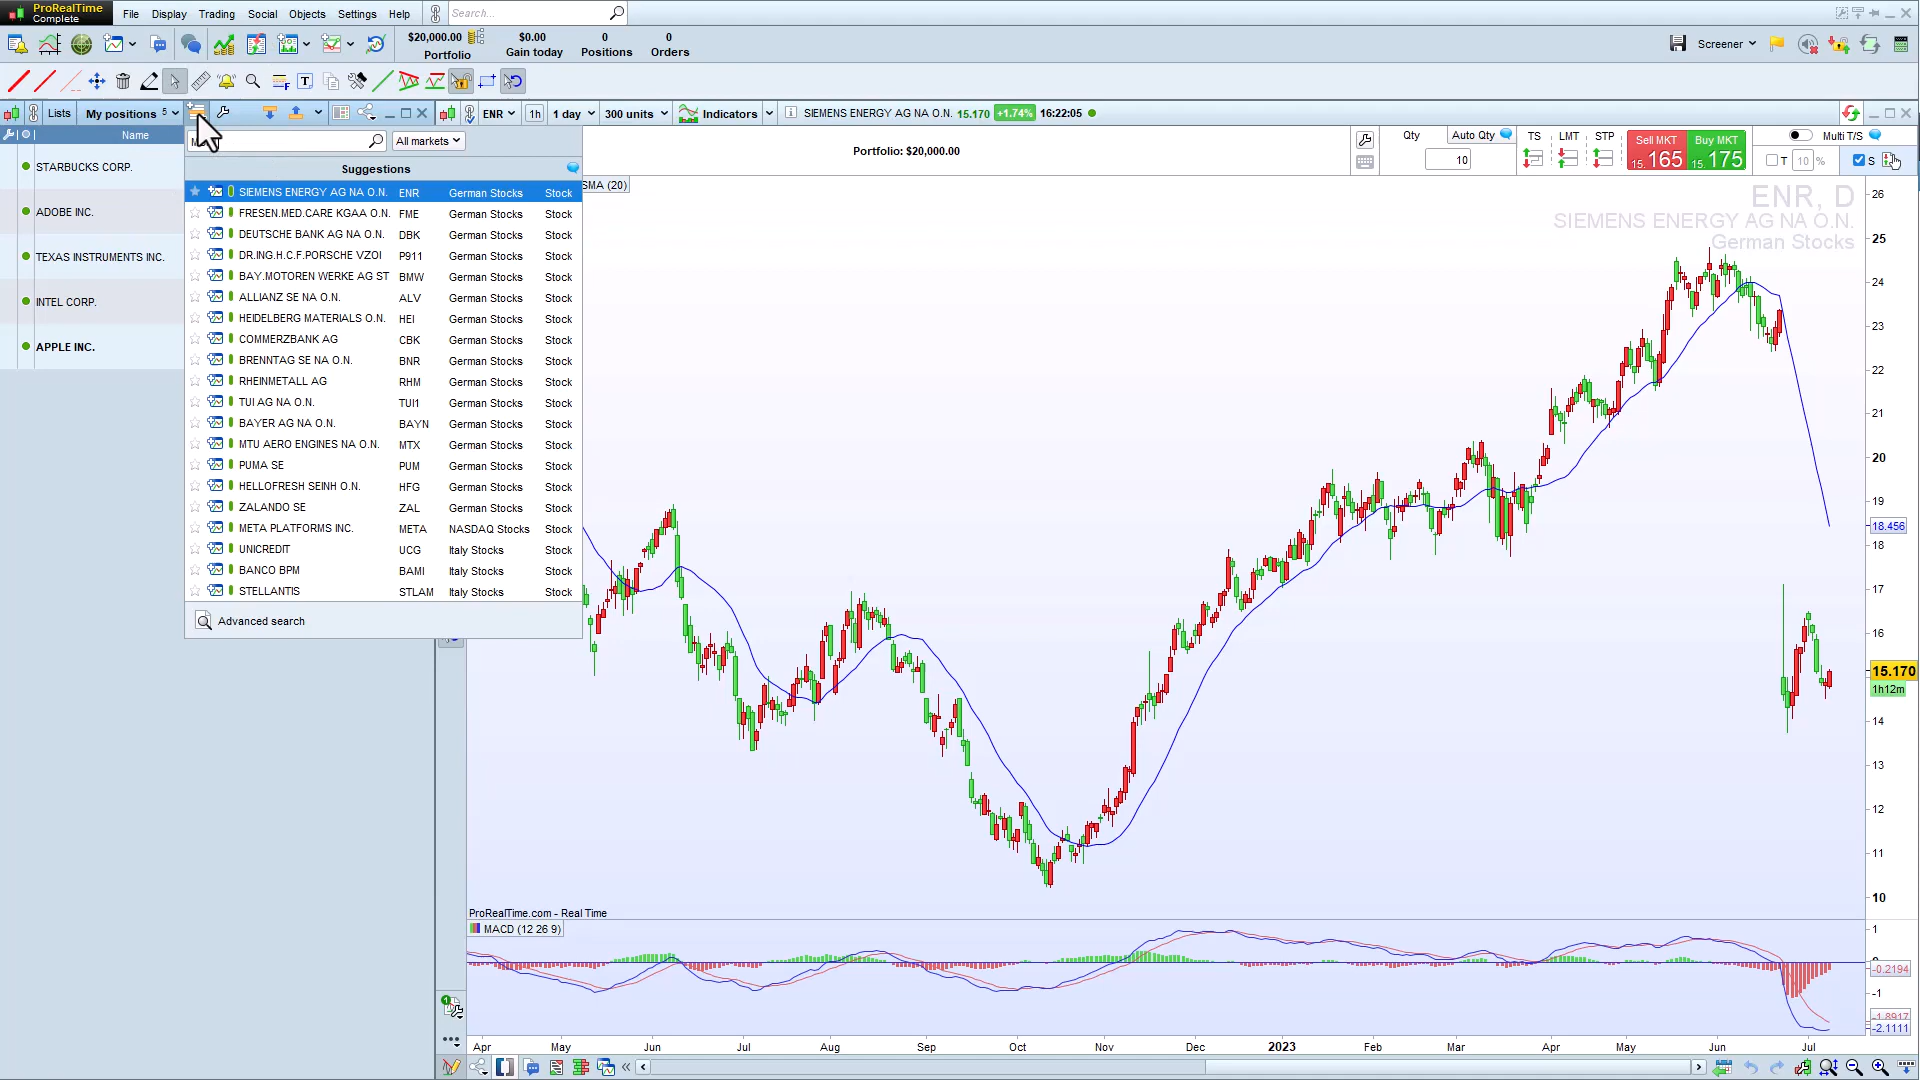 ProRealTime
Complete
File Display Trading Social Objects Settings Help
Search...
$20,000.00
Portfolio
$0.00
Gain today
0
Positions
0
Orders
Screener
Lists My positions 5
Name
STARBUCKS CORP.
ADOBE INC.
TEXAS INSTRUMENTS INC.
INTEL CORP.
APPLE INC.
All markets
Suggestions
SIEMENS ENERGY AG NA O.N. ENR German Stocks Stock
FRESEN.MED.CARE KGAA O.N. FME German Stocks Stock
DEUTSCHE BANK AG NA O.N. DBK German Stocks Stock
DR.ING.H.C.F.PORSCHE VZOI P911 German Stocks Stock
BAY.MOTOREN WERKE AG ST BMW German Stocks Stock
ALLIANZ SE NA O.N. ALV German Stocks Stock
HEIDELBERG MATERIALS O.N. HEI German Stocks Stock
COMMERZBANK AG CBK German Stocks Stock
BRENNTAG SE NA O.N. BNR German Stocks Stock
RHEINMETALL AG RHM German Stocks Stock
TUI AG NA O.N. TUI1 German Stocks Stock
BAYER AG NA O.N. BAYN German Stocks Stock
MTU AERO ENGINES NA O.N. MTX German Stocks Stock
PUMA SE PUM German Stocks Stock
HELLOFRESH SEINH O.N. HFG German Stocks Stock
ZALANDO SE ZAL German Stocks Stock
META PLATFORMS INC. META NASDAQ Stocks Stock
UNICREDIT UCG Italy Stocks Stock
BANCO BPM BAMI Italy Stocks Stock
STELLANTIS STLAM Italy Stocks Stock
Advanced search
ENR 1h 1 day 300 units Indicators SIEMENS ENERGY AG NA O.N. 15.170 +1.74% 16:22:05
Portfolio: $20,000.00
Qty Auto Qty
10
TS LMT STP
Sell MKT
15.165
Buy MKT
15.175
Multi T/S
T 10 % S
SMA (20)
ENR, D
SIEMENS ENERGY AG NA O.N.
German Stocks
26
25
24
23
22
21
20
19
18.456
18
17
16
15.170
1h12m
14
13
12
11
10
ProRealTime.com - Real Time
MACD (12 26 9)
1
-0.2194
-1
-1.8917
-2.1111
Apr May Jun Jul Aug Sep Oct Nov Dec 2023 Feb Mar Apr May Jun Jul